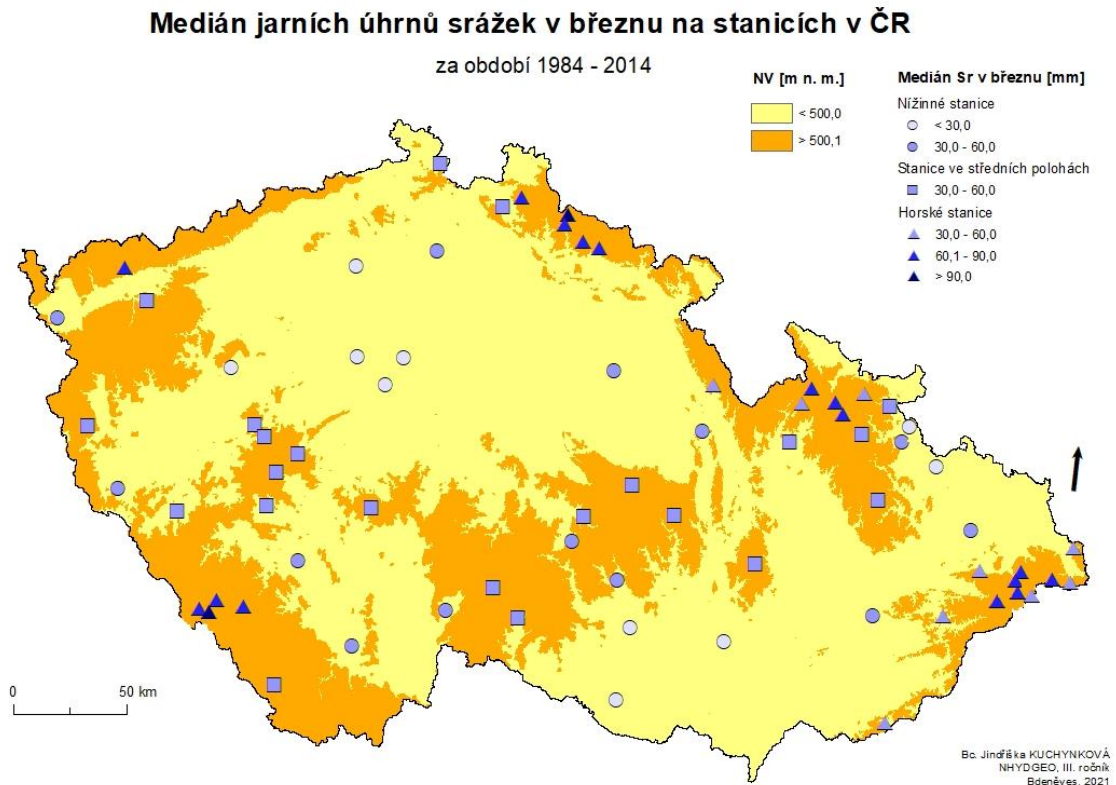 Medián jarních úhrnů srážek v březnu na stanicích v ČR
za období 1984 - 2014
NV [m n. m.]
< 500,0
> 500,1
Medián Sr v březnu [mm]
Nížinné stanice
< 30,0
30,0 - 60,0
Stanice ve středních polohách
30,0 - 60,0
Horské stanice
30,0 - 60,0
60,1 - 90,0
> 90,0
0 50 km
Bc. Jindřiška KUCHYNKOVÁ
NHYDGEO, III. ročník
Bdeněves, 2021